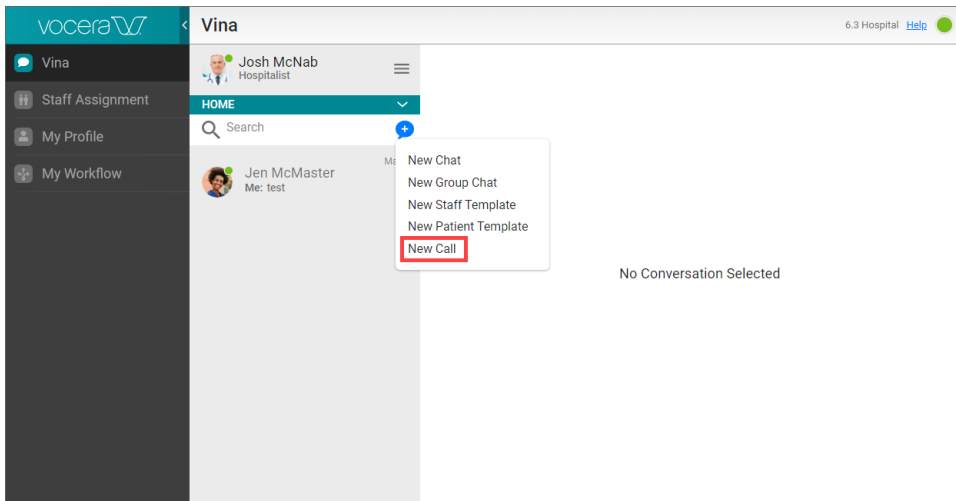 vocera
Vina
6.3 Hospital Help
Vina
Staff Assignment
My Profile
My Workflow
Josh McNab
Hospitalist
HOME
Search
Jen McMaster
Me: test
New Chat
New Group Chat
New Staff Template
New Patient Template
New Call
No Conversation Selected